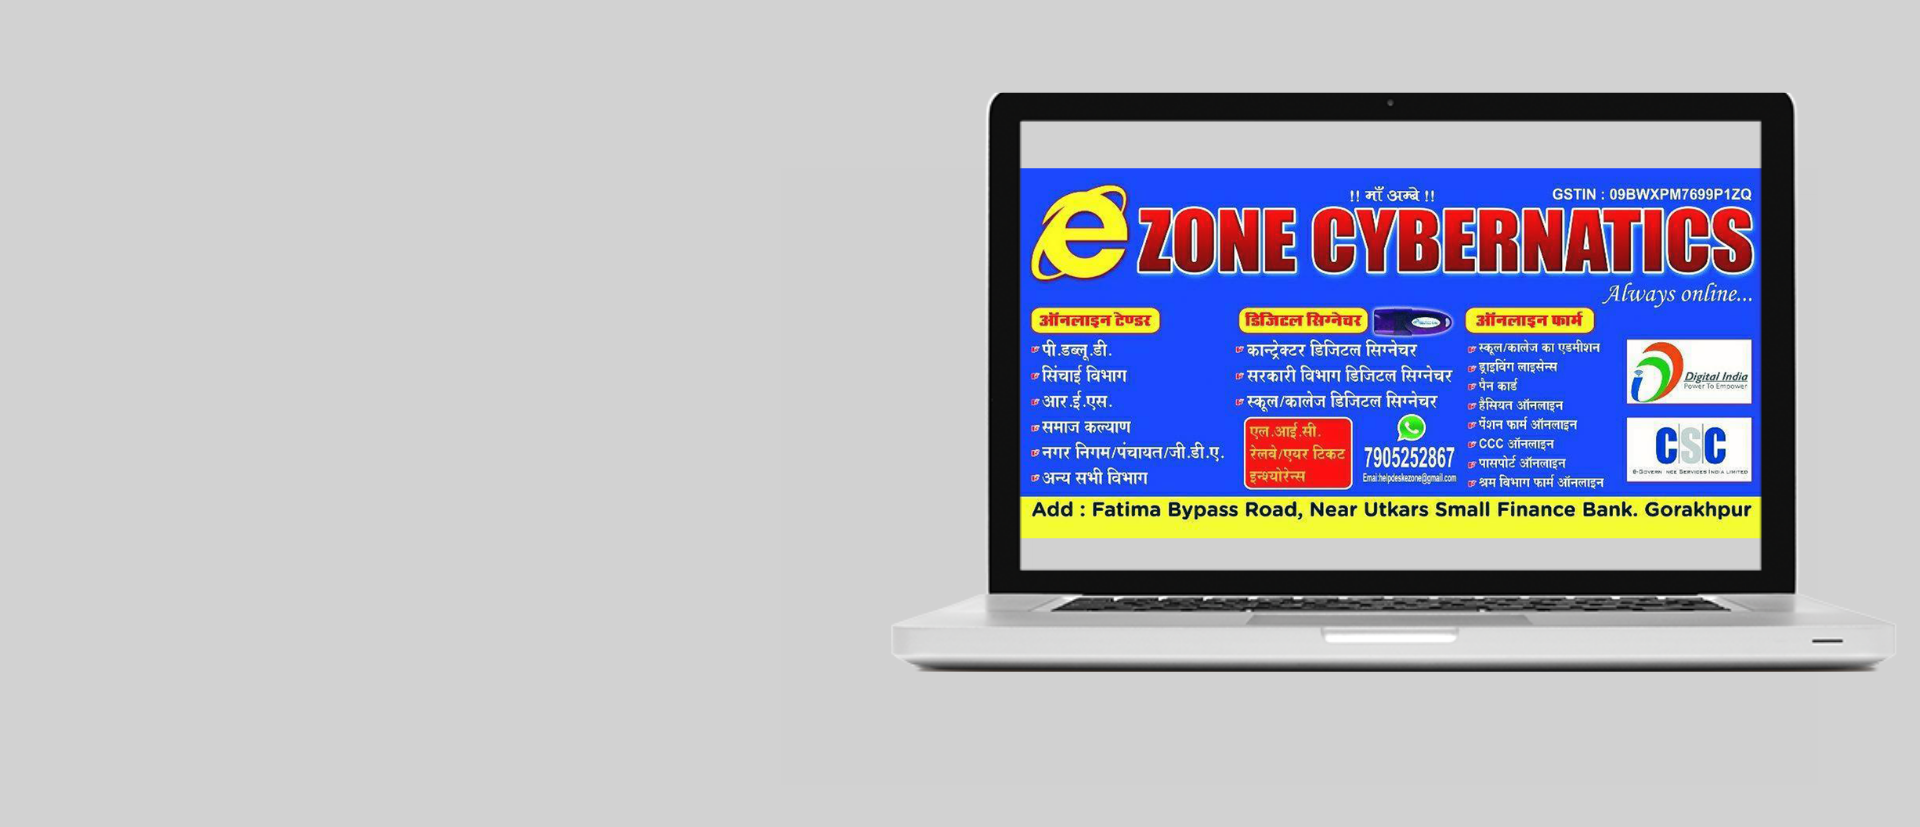 !! माँ अम्बे !!
GSTIN : 09BWXPM7699P1ZQ
e ZONE CYBERNATICS
Always online...
ऑनलाइन टेण्डर
पी.डब्लू.डी.
सिंचाई विभाग
आर.ई.एस.
समाज कल्याण
नगर निगम/पंचायत/जी.डी.ए.
अन्य सभी विभाग
डिजिटल सिग्नेचर
कान्ट्रेक्टर डिजिटल सिग्नेचर
सरकारी विभाग डिजिटल सिग्नेचर
स्कूल/कालेज डिजिटल सिग्नेचर
एल.आई.सी.
रेलवे/एयर टिकट
इन्श्योरेन्स
7905252867
Email:helpdeskezone@gmail.com
ऑनलाइन फार्म
स्कूल/कालेज का एडमीशन
ड्राइविंग लाइसेन्स
पैन कार्ड
हैसियत ऑनलाइन
पेंशन फार्म ऑनलाइन
CCC ऑनलाइन
पासपोर्ट ऑनलाइन
श्रम विभाग फार्म ऑनलाइन
Digital India
Power To Empower
CSC
Services India Limited
Add : Fatima Bypass Road, Near Utkars Small Finance Bank. Gorakhpur